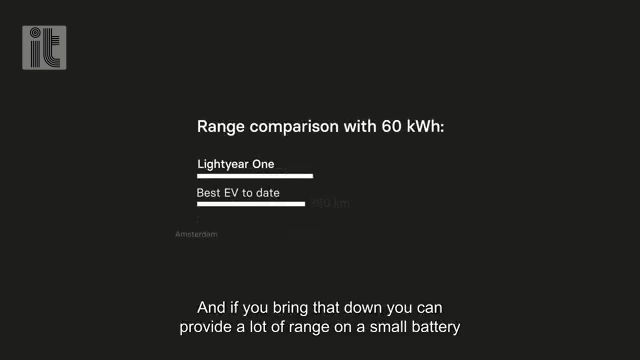 it
Range comparison with 60 kWh:
Lightyear One
Best EV to date
Amsterdam
And if you bring that down you can
provide a lot of range on a small battery